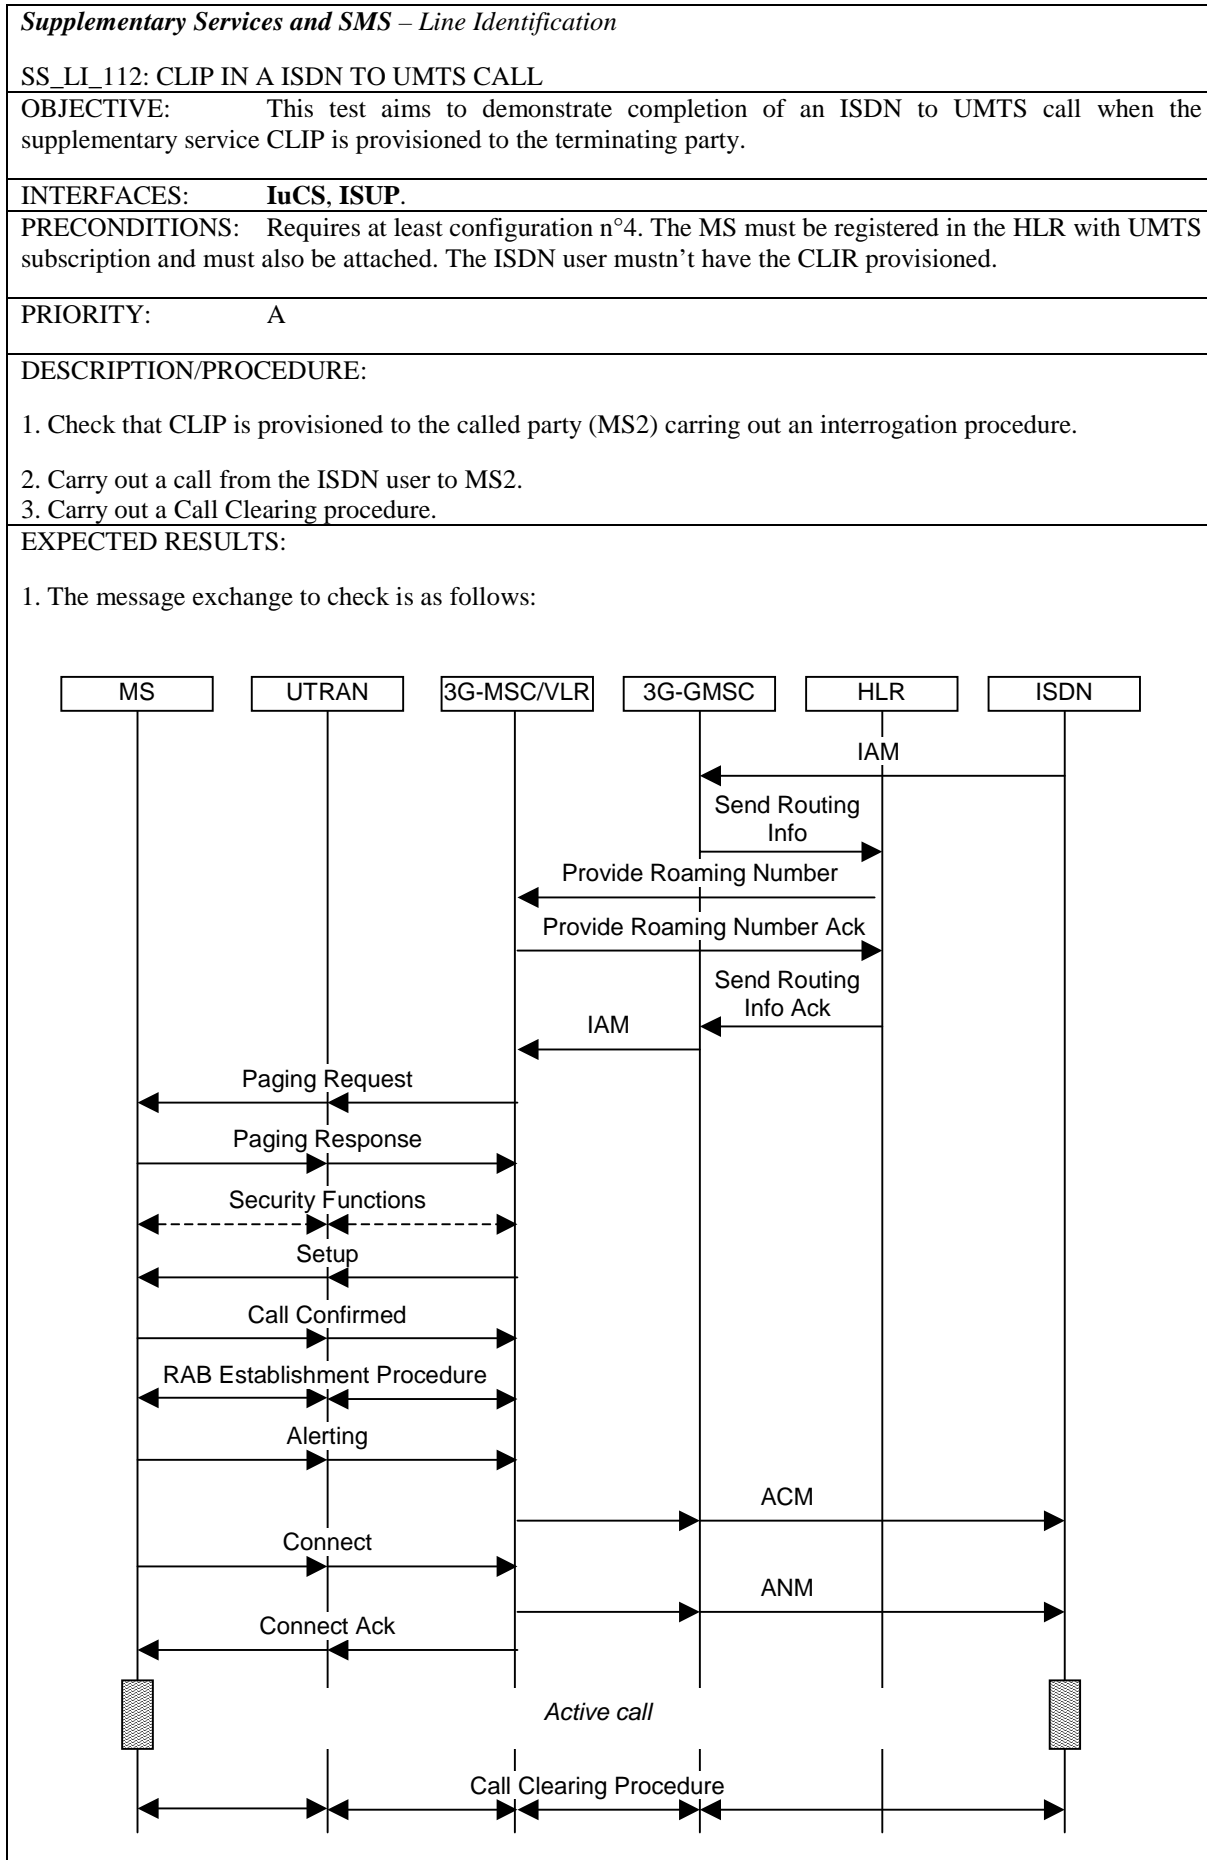 Supplementary Services and SMS – Line Identification
SS_LI_112: CLIP IN A ISDN TO UMTS CALL
OBJECTIVE: This test aims to demonstrate completion of an ISDN to UMTS call when the
supplementary service CLIP is provisioned to the terminating party.
INTERFACES: IuCS, ISUP.
PRECONDITIONS: Requires at least configuration n°4. The MS must be registered in the HLR with UMTS
subscription and must also be attached. The ISDN user mustn’t have the CLIR provisioned.
PRIORITY: A
DESCRIPTION/PROCEDURE:
1. Check that CLIP is provisioned to the called party (MS2) carring out an interrogation procedure.
2. Carry out a call from the ISDN user to MS2.
3. Carry out a Call Clearing procedure.
EXPECTED RESULTS:
1. The message exchange to check is as follows:
MS UTRAN 3G-MSC/VLR 3G-GMSC HLR ISDN
IAM
Send Routing
Info
Provide Roaming Number
Provide Roaming Number Ack
Send Routing
Info Ack
IAM
Paging Request
Paging Response
Security Functions
Setup
Call Confirmed
RAB Establishment Procedure
Alerting
ACM
Connect
ANM
Connect Ack
Active call
Call Clearing Procedure